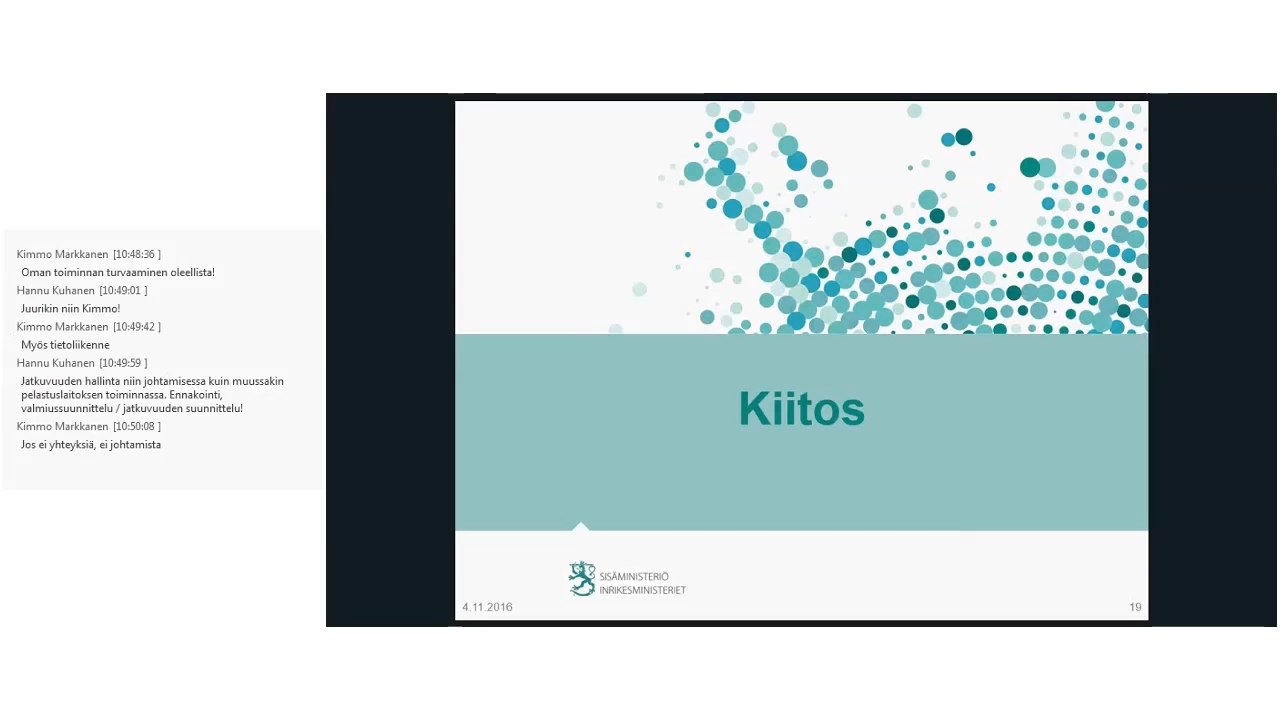 Kimmo Markkanen [10:48:36 ]
Oman toiminnan turvaaminen oleellista!
Hannu Kuhanen [10:49:01 ]
Juurikin niin Kimmo!
Kimmo Markkanen [10:49:42 ]
Myös tietoliikenne
Hannu Kuhanen [10:49:59 ]
Jatkuvuuden hallinta niin johtamisessa kuin muussakin
pelastuslaitoksen toiminnassa. Ennakointi,
valmiussuunnittelu / jatkuvuuden suunnittelu!
Kimmo Markkanen [10:50:08 ]
Jos ei yhteyksiä, ei johtamista
Kiitos
SISÄMINISTERIÖ
INRIKESMINISTERIET
4.11.2016
19